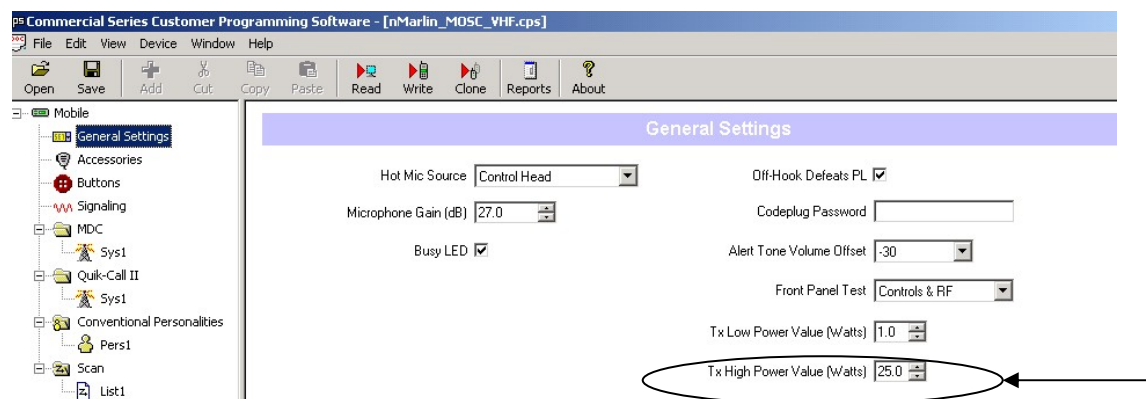 Commercial Series Customer Programming Software - [nMarlin_MOSC_VHF.cps]
File Edit View Device Window Help
Open Save Add Cut Copy Paste Read Write Clone Reports About
Mobile
General Settings
Accessories
Buttons
Signaling
MDC
Sys1
Quik-Call II
Sys1
Conventional Personalities
Pers1
Scan
List1
General Settings
Hot Mic Source Control Head
Microphone Gain (dB) 27.0
Busy LED
Off-Hook Defeats PL
Codeplug Password
Alert Tone Volume Offset -30
Front Panel Test Controls & RF
Tx Low Power Value (Watts) 1.0
Tx High Power Value (Watts) 25.0